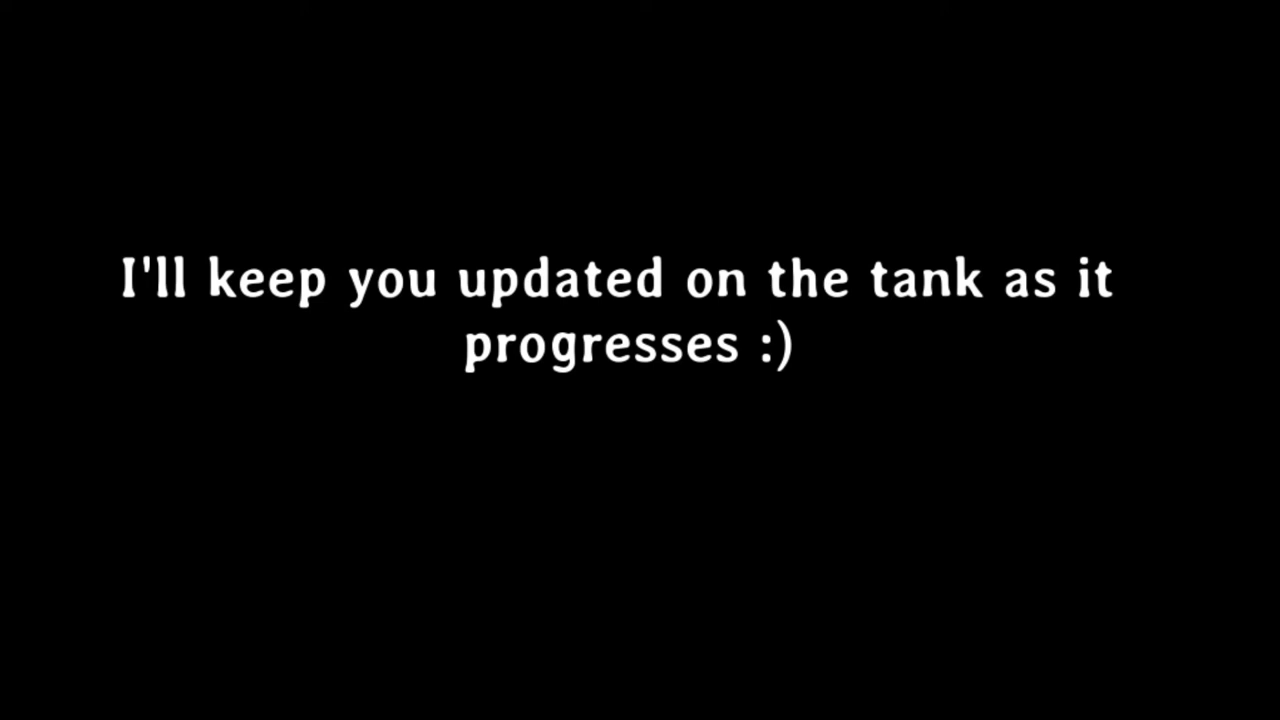 I'll keep you updated on the tank as it
progresses :)